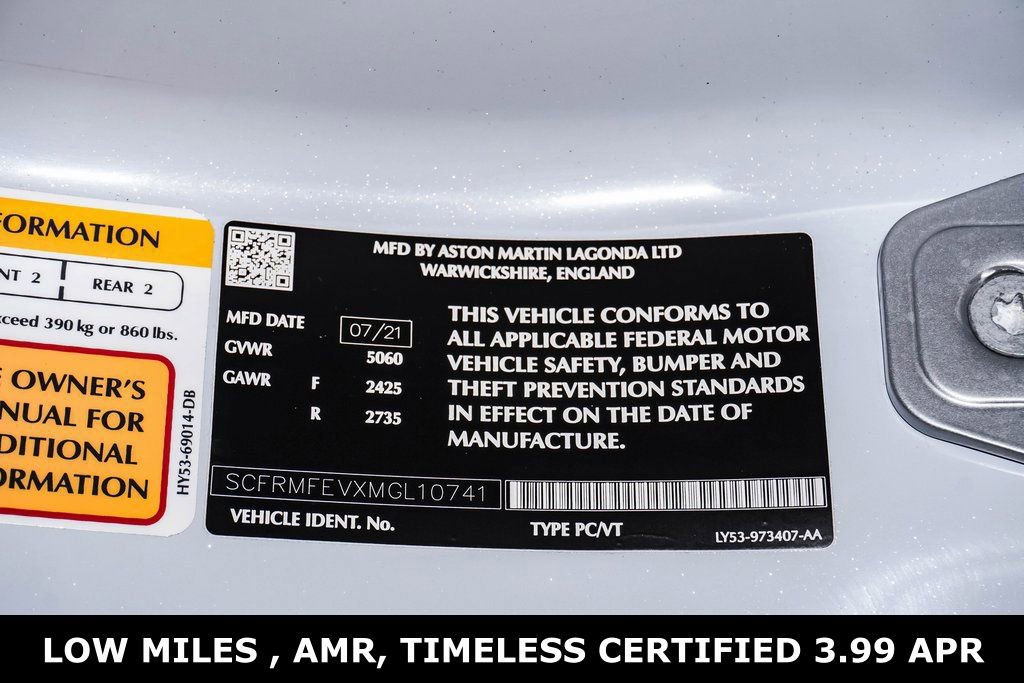 FORMATION
NT 2 REAR 2
xceed 390 kg or 860 lbs.
E OWNER'S
NUAL FOR
DITIONAL
ORMATION
HY53-69014-DB
MFD BY ASTON MARTIN LAGONDA LTD
WARWICKSHIRE, ENGLAND
MFD DATE 07/21
GVWR 5060
GAWR F 2425
R 2735
THIS VEHICLE CONFORMS TO
ALL APPLICABLE FEDERAL MOTOR
VEHICLE SAFETY, BUMPER AND
THEFT PREVENTION STANDARDS
IN EFFECT ON THE DATE OF
MANUFACTURE.
SCFRMFEVXMGL10741
VEHICLE IDENT. No.
TYPE PC/VT
LY53-973407-AA
LOW MILES , AMR, TIMELESS CERTIFIED 3.99 APR